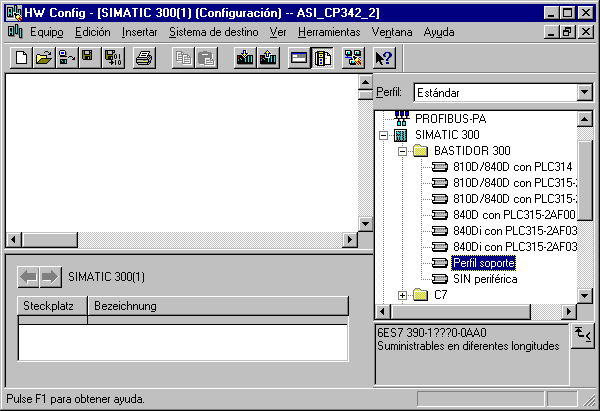 HW Config - [SIMATIC 300(1) (Configuración) -- ASI_CP342_2]
Equipo Edición Insertar Sistema de destino Ver Herramientas Ventana Ayuda
Perfil: Estándar
PROFIBUS-PA
SIMATIC 300
BASTIDOR 300
810D/840D con PLC314
810D/840D con PLC315-2
810D/840D con PLC315-2
840D con PLC315-2AF00
840Di con PLC315-2AF03
840Di con PLC315-2AF03
Perfil soporte
SIN periférica
C7
SIMATIC 300(1)
Steckplatz Bezeichnung
6ES7 390-1???0-0AA0
Suministrables en diferentes longitudes
Pulse F1 para obtener ayuda.